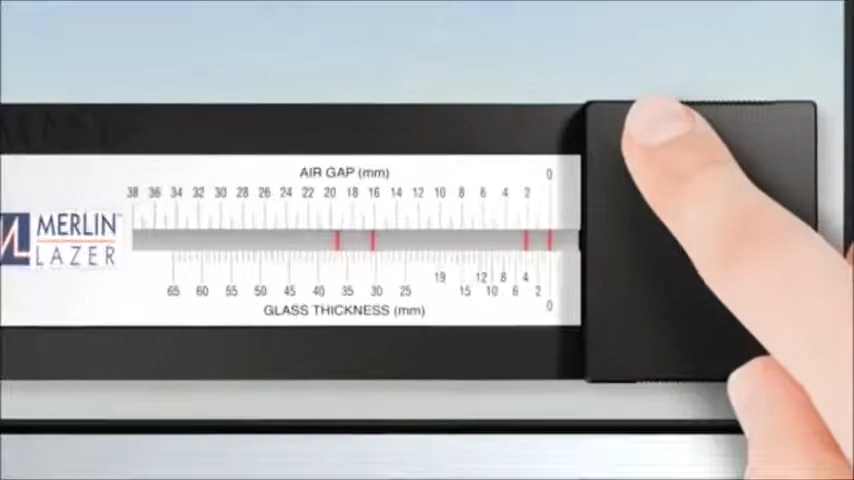 AIR GAP (mm)
0
38 36 34 32 30 28 26 24 22 20 18 16 14 12 10 8 6 4 2
MERLIN™
LAZER
19 12 8 4
65 60 55 50 45 40 35 30 25 15 10 6 2
GLASS THICKNESS (mm)
0